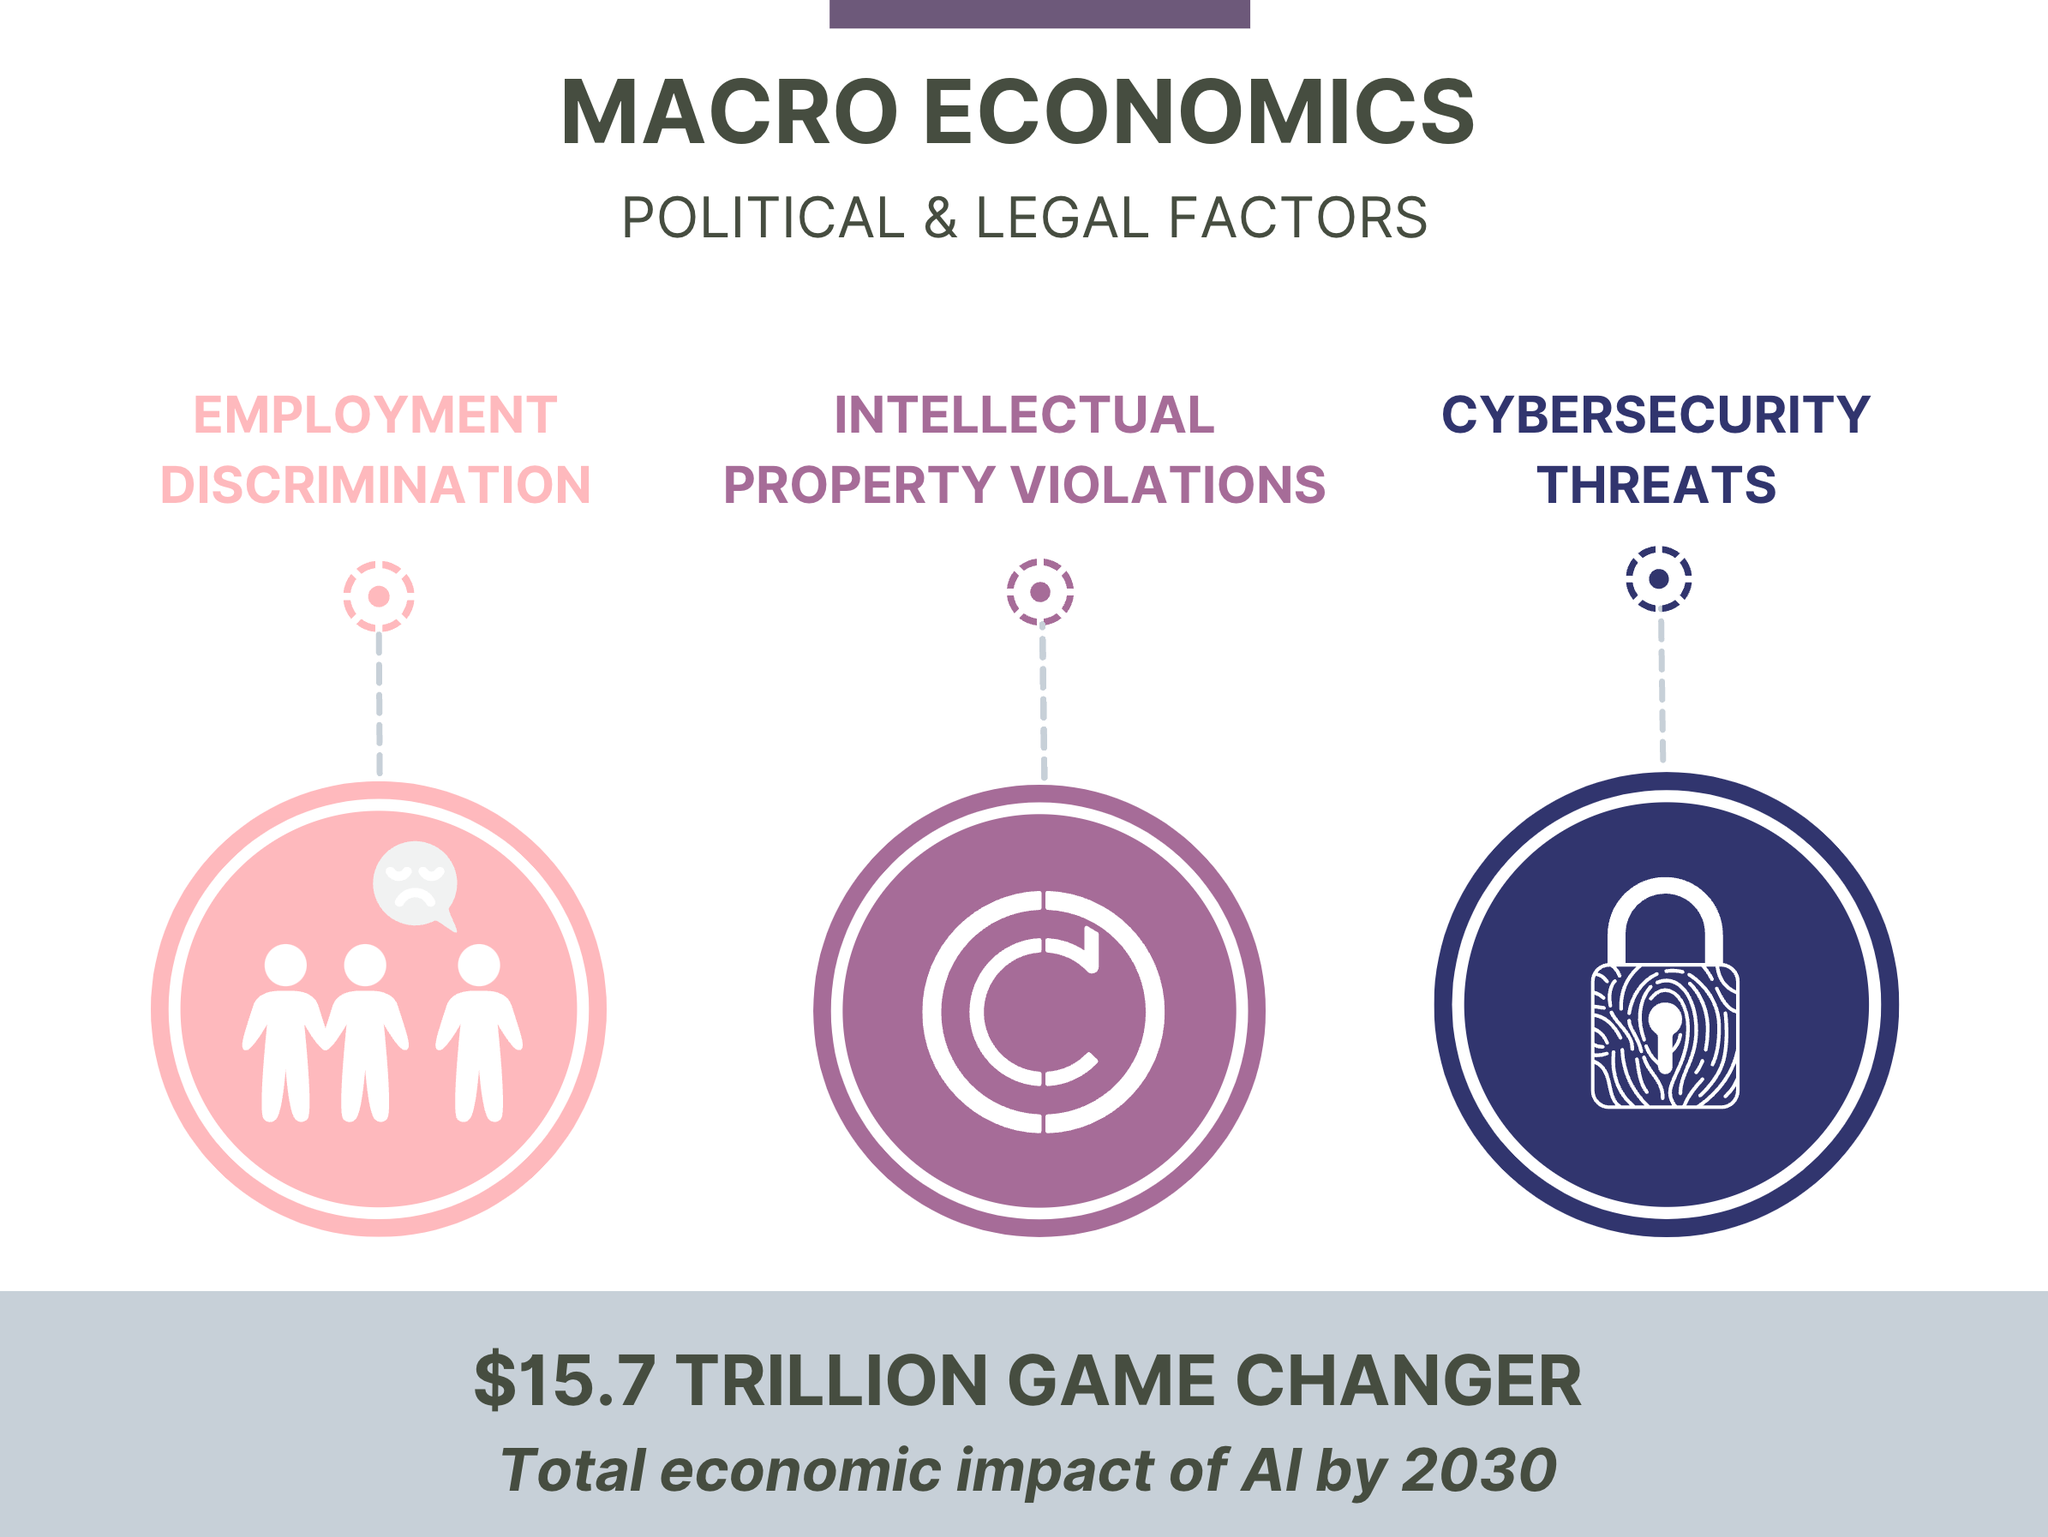 MACRO ECONOMICS
POLITICAL & LEGAL FACTORS
EMPLOYMENT
DISCRIMINATION
INTELLECTUAL
PROPERTY VIOLATIONS
CYBERSECURITY
THREATS
$15.7 TRILLION GAME CHANGER
Total economic impact of AI by 2030